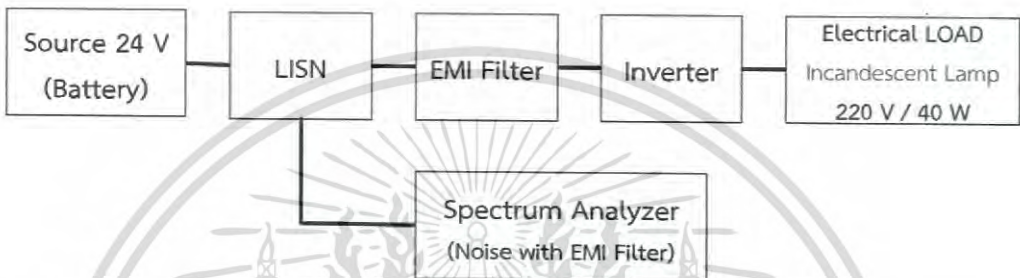 Source 24 V
(Battery)
LISN
EMI Filter
Inverter
Electrical LOAD
Incandescent Lamp
220 V / 40 W
Spectrum Analyzer
(Noise with EMI Filter)